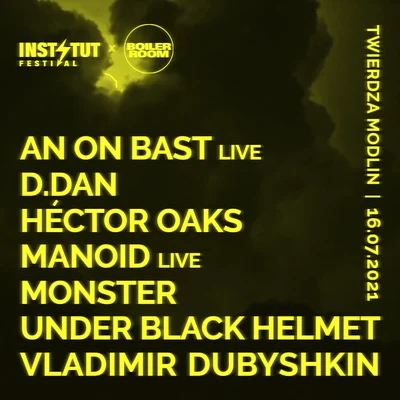 INSTYTUT
FESTIVAL
x
BOILER
ROOM
TWIERDZA MODLIN | 16.07.2021
AN ON BAST LIVE
D.DAN
HÉCTOR OAKS
MANOID LIVE
MONSTER
UNDER BLACK HELMET
VLADIMIR DUBYSHKIN